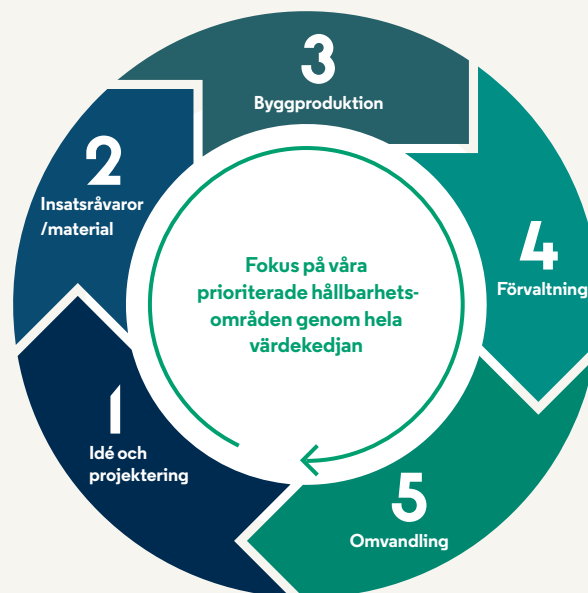 1
Idé och
projektering
2
Insatsråvaror
/material
3
Byggproduktion
4
Förvaltning
5
Omvandling
Fokus på våra
prioriterade hållbarhets-
områden genom hela
värdekedjan